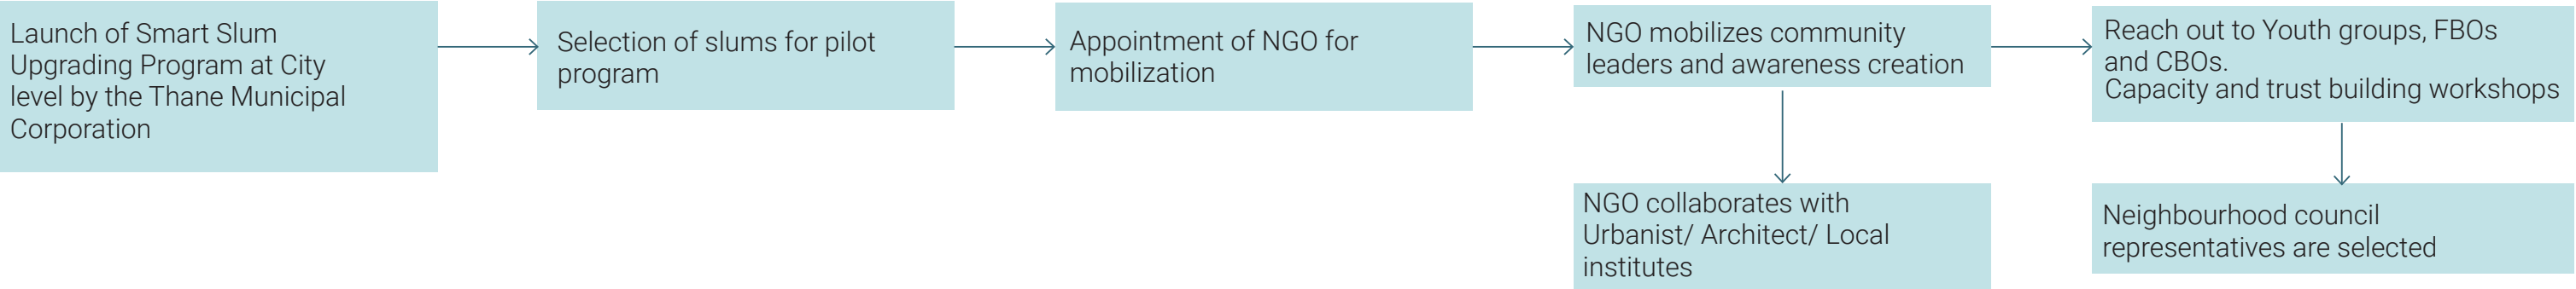 Launch of Smart Slum
Upgrading Program at City
level by the Thane Municipal
Corporation
Selection of slums for pilot
program
Appointment of NGO for
mobilization
NGO mobilizes community
leaders and awareness creation
Reach out to Youth groups, FBOs
and CBOs.
Capacity and trust building workshops
NGO collaborates with
Urbanist/ Architect/ Local
institutes
Neighbourhood council
representatives are selected